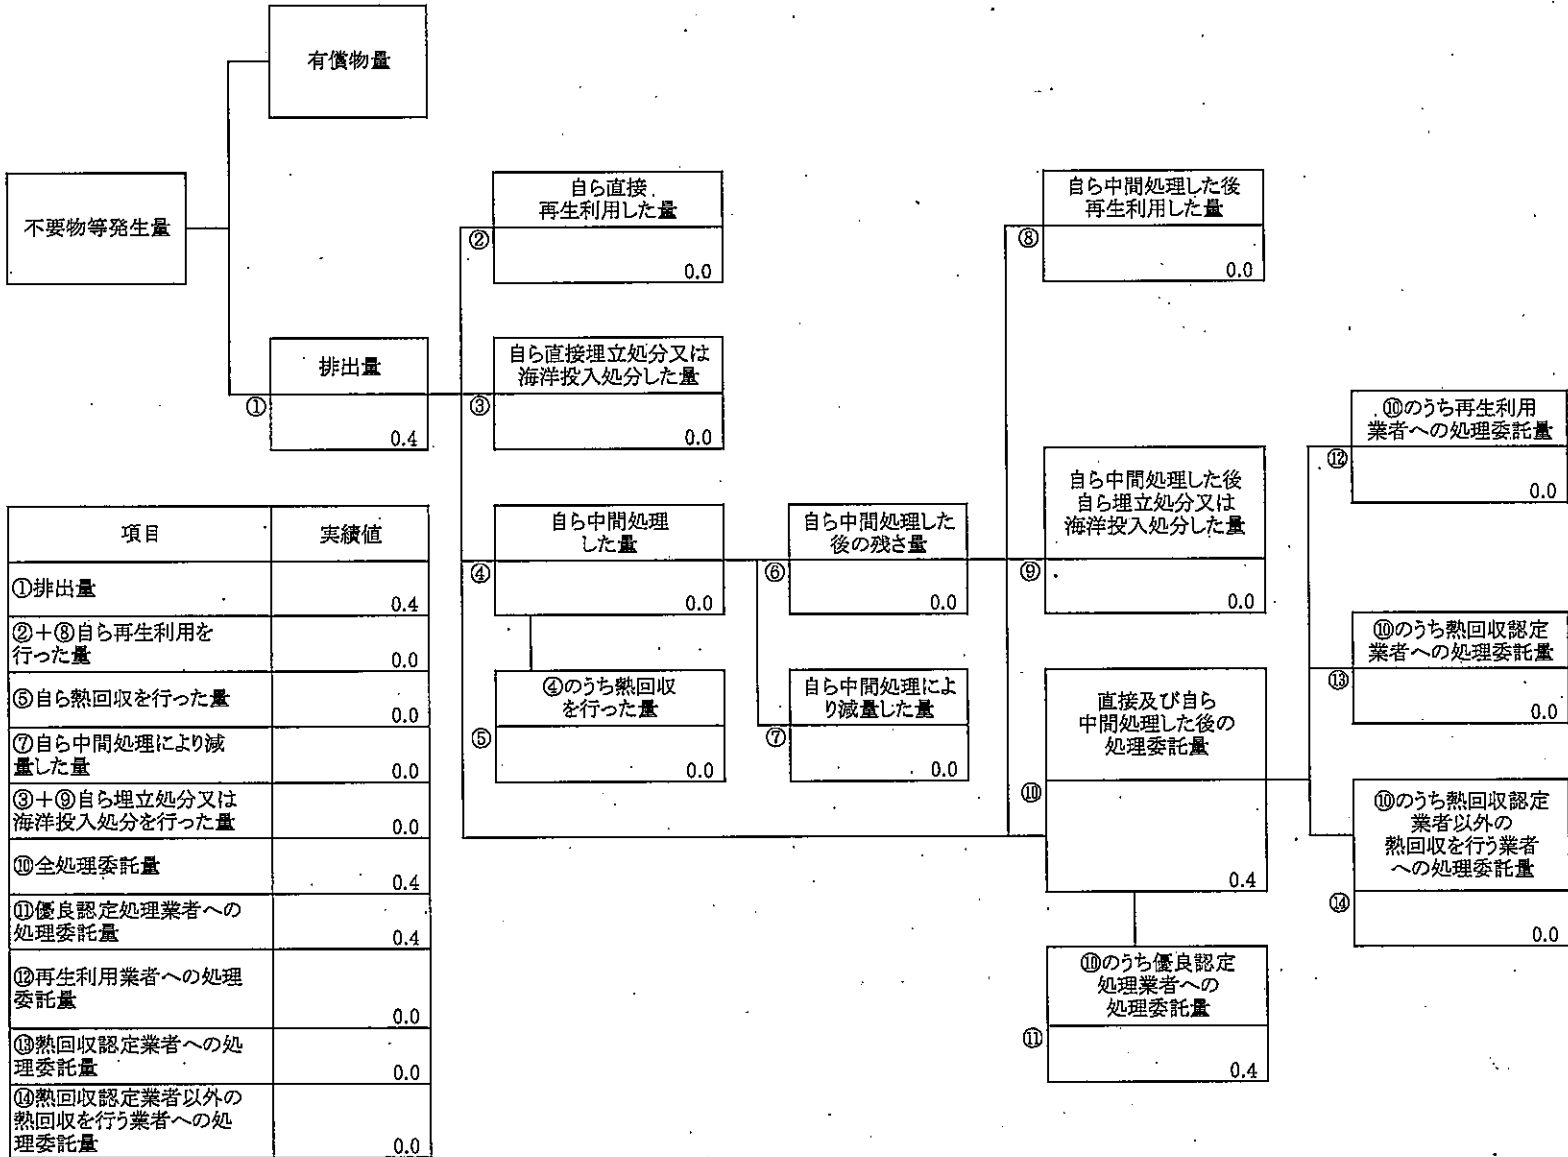 有償物量
不要物等発生量
排出量
①
0.4
自ら直接
再生利用した量
②
0.0
自ら直接埋立処分又は
海洋投入処分した量
③
0.0
自ら中間処理
した量
④
0.0
④のうち熱回収
を行った量
⑤
0.0
自ら中間処理した
後の残さ量
⑥
0.0
自ら中間処理によ
り減量した量
⑦
0.0
自ら中間処理した後
再生利用した量
⑧
0.0
自ら中間処理した後
自ら埋立処分又は
海洋投入処分した量
⑨
0.0
直接及び自ら
中間処理した後の
処理委託量
⑩
0.4
⑩のうち優良認定
処理業者への
処理委託量
⑪
0.4
⑩のうち再生利用
業者への処理委託量
⑫
0.0
⑩のうち熱回収認定
業者への処理委託量
⑬
0.0
⑩のうち熱回収認定
業者以外の
熱回収を行う業者
への処理委託量
⑭
0.0
項目 実績値
①排出量
0.4
②+⑧自ら再生利用を
行った量
0.0
⑤自ら熱回収を行った量
0.0
⑦自ら中間処理により減
量した量
0.0
③+⑨自ら埋立処分又は
海洋投入処分を行った量
0.0
⑩全処理委託量
0.4
⑪優良認定処理業者への
処理委託量
0.4
⑫再生利用業者への処理
委託量
0.0
⑬熱回収認定業者への処
理委託量
0.0
⑭熱回収認定業者以外の
熱回収を行う業者への処
理委託量
0.0